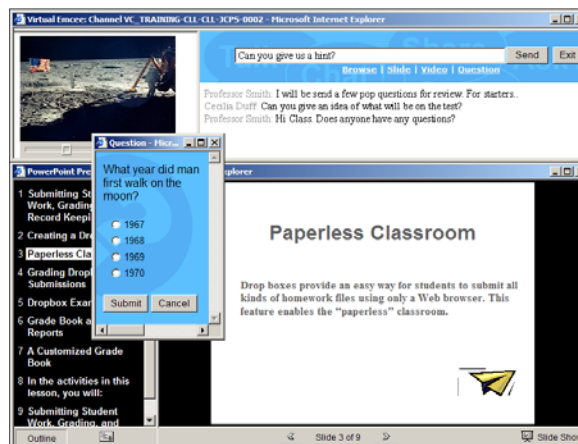 Virtual Emcee: Channel VC_TRAINING-CLL-CLL-JCPS-0002 - Microsoft Internet Explorer
Can you give us a hint?
Send
Exit
Browse | Slide | Video | Question
Professor Smith: I will be send a few pop questions for review. For starters..
Cecilia Duff: Can you give an idea of what will be on the test?
Professor Smith: Hi Class. Does anyone have any questions?
Question - Micr...
What year did man
first walk on the
moon?
1967
1968
1969
1970
Submit
Cancel
PowerPoint Pre
xplorer
1 Submitting St
Work, Grading
Record Keepi
2 Creating a Dr
3 Paperless Cla
4 Grading Dropb
Submissions
5 Dropbox Exa
6 Grade Book a
Reports
7 A Customized Grade
Book
8 In the activities in this
lesson, you will:
9 Submitting Student
Work, Grading, and
Paperless Classroom
Drop boxes provide an easy way for students to submit all
kinds of homework files using only a Web browser. This
feature enables the "paperless" classroom.
Outline
Slide 3 of 9
Slide Sho